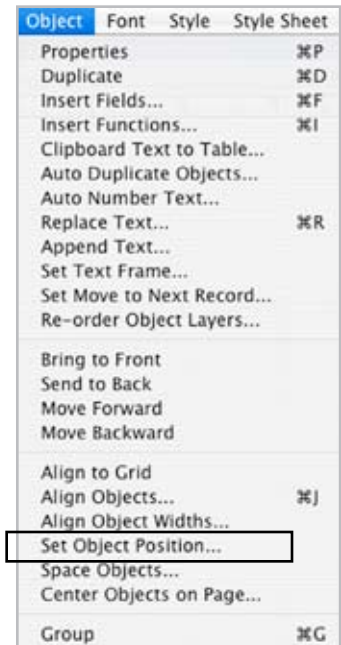 Object Font Style Style Sheet
Properties ⌘P
Duplicate ⌘D
Insert Fields... ⌘F
Insert Functions... ⌘I
Clipboard Text to Table...
Auto Duplicate Objects...
Auto Number Text...
Replace Text... ⌘R
Append Text...
Set Text Frame...
Set Move to Next Record...
Re-order Object Layers...
Bring to Front
Send to Back
Move Forward
Move Backward
Align to Grid
Align Objects... ⌘J
Align Object Widths...
Set Object Position...
Space Objects...
Center Objects on Page...
Group ⌘G